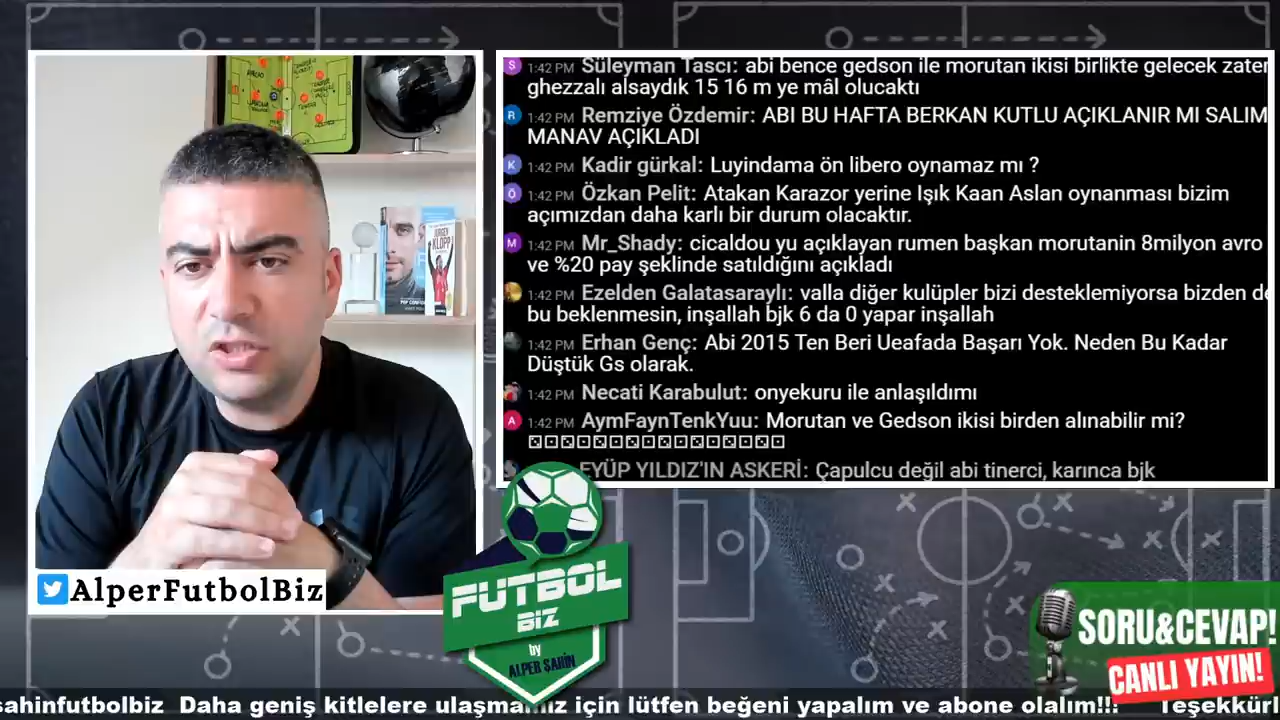 1:42 PM Süleyman Tascı: abi bence gedson ile morutan ikisi birlikte gelecek zater
ghezzalı alsaydık 15 16 m ye mâl olucaktı
1:42 PM Remziye Özdemir: ABI BU HAFTA BERKAN KUTLU AÇIKLANIR MI SALIM
MANAV AÇIKLADI
1:42 PM Kadir gürkal: Luyindama ön libero oynamaz mı ?
1:42 PM Özkan Pelit: Atakan Karazor yerine Işık Kaan Aslan oynanması bizim
açımızdan daha karlı bir durum olacaktır.
1:42 PM Mr_Shady: cicaldou yu açıklayan rumen başkan morutanin 8milyon avro
ve %20 pay şeklinde satıldığını açıkladı
1:42 PM Ezelden Galatasaraylı: valla diğer kulüpler bizi desteklemiyorsa bizden de
bu beklenmesin, inşallah bjk 6 da 0 yapar inşallah
1:42 PM Erhan Genç: Abi 2015 Ten Beri Ueafada Başarı Yok. Neden Bu Kadar
Düştük Gs olarak.
1:42 PM Necati Karabulut: onyekuru ile anlaşıldımı
1:42 PM AymFaynTenkYuu: Morutan ve Gedson ikisi birden alınabilir mi?
EYÜP YILDIZ'IN ASKERİ: Çapulcu değil abi tinerci, karınca bjk
JÜRGEN
KLOPP
PEP CONF
AlperFutbolBiz
FUTBOL
BIZ
by
ALPER ŞAHİN
SORU&CEVAP!
CANLI YAYIN!
sahinfutbolbiz Daha geniş kitlelere ulaşmamız için lütfen beğeni yapalım ve abone olalım!!! Teşekkürl